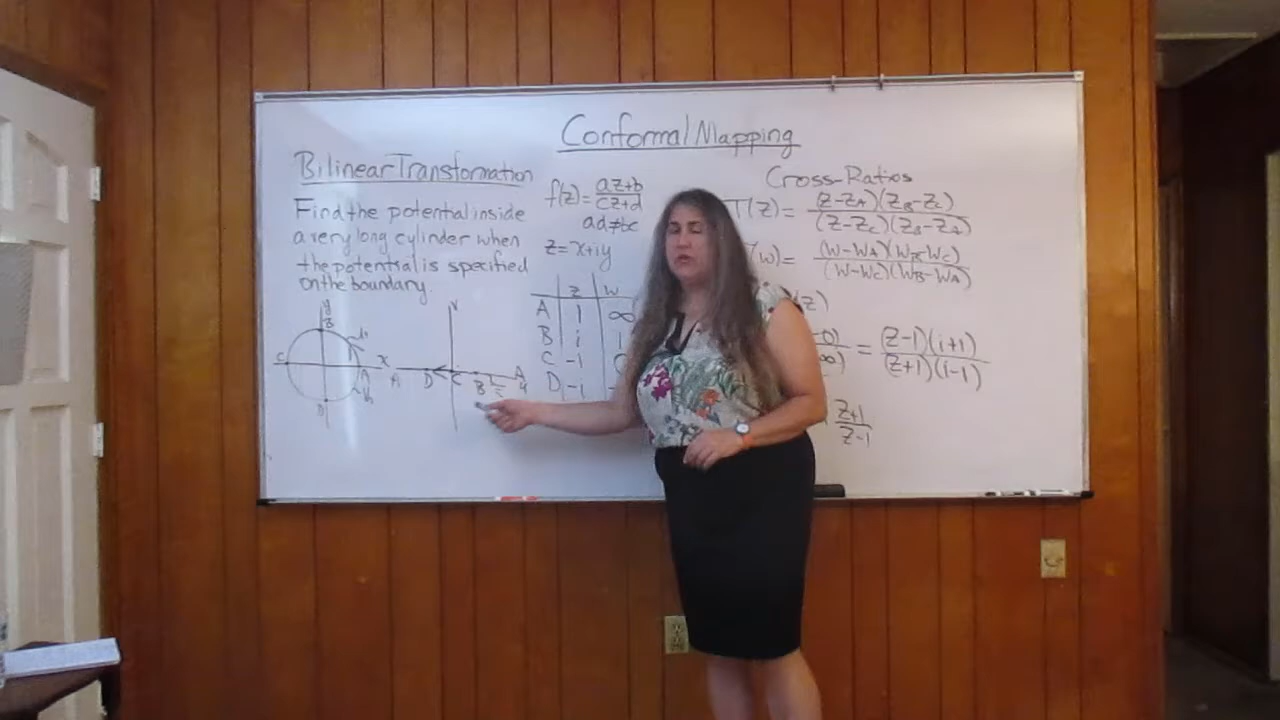 Conformal Mapping
Bilinear Transformation
Find the potential inside
a very long cylinder when
the potential is specified
on the boundary.
y
B
C
A
x
D
v
A D C B A
u
f(z) = az+b / cz+d
ad≠bc
z = x+iy
z w
A 1 ∞
B i 1
C -1 0
D -1
Cross-Ratios
T(z) = (z-z_A)(z_B-z_C) / (z-z_C)(z_B-z_A)
(w) = (w-w_A)(w_B-w_C) / (w-w_C)(w_B-w_A)
(z)
-0) / ∞) = (z-1)(i+1) / (z+1)(i-1)
z+1 / z-1